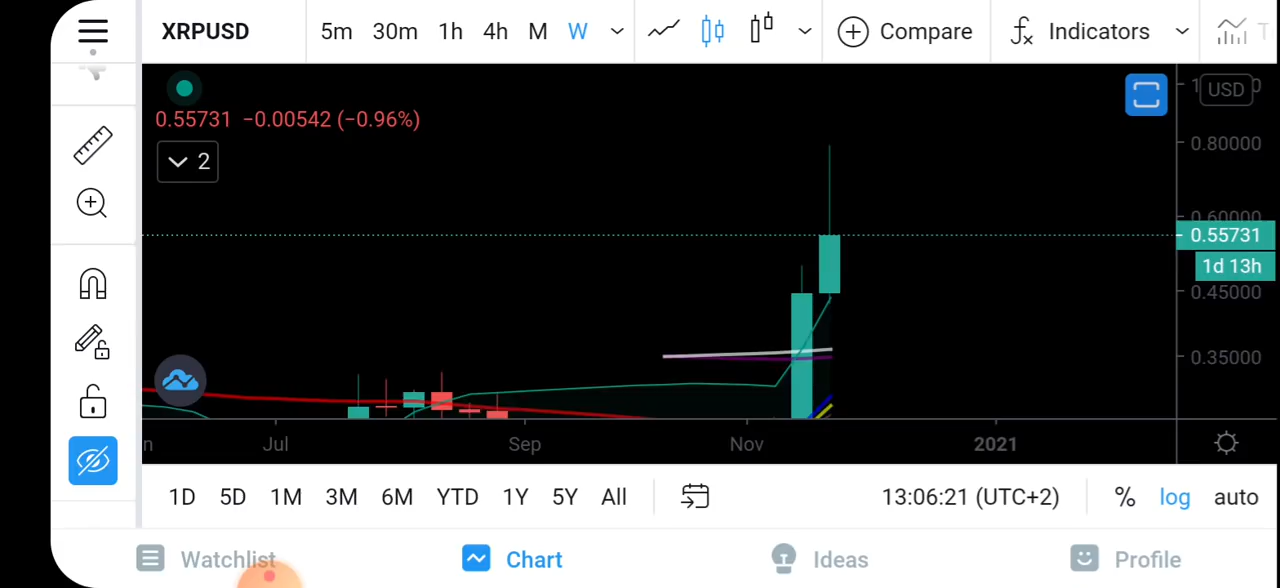 XRPUSD 5m 30m 1h 4h M W Compare Indicators
0.55731 −0.00542 (−0.96%)
2
USD
0.80000
0.60000
0.55731
1d 13h
0.45000
0.35000
Jul Sep Nov 2021
1D 5D 1M 3M 6M YTD 1Y 5Y All 13:06:21 (UTC+2) % log auto
Watchlist Chart Ideas Profile